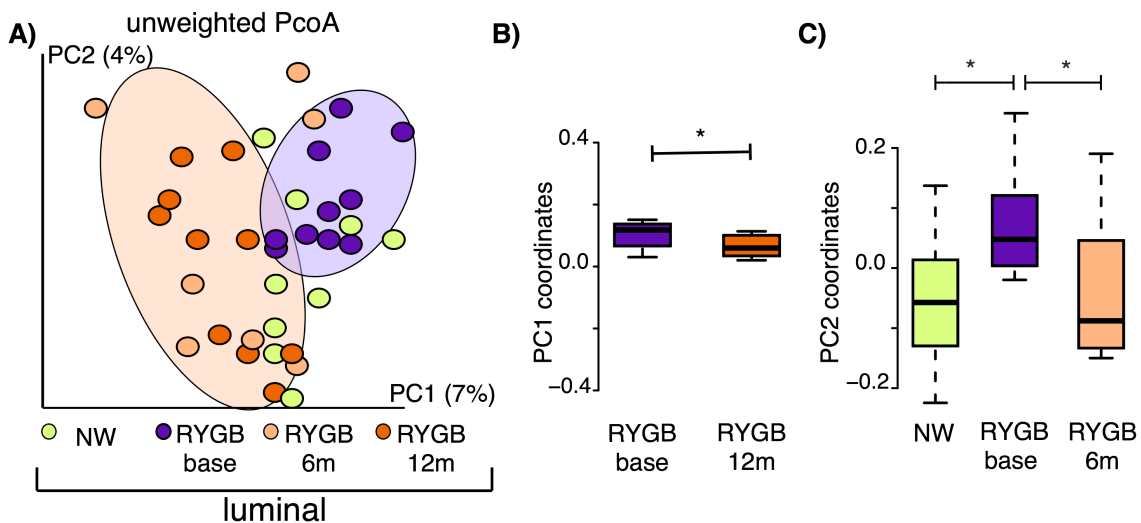 A)
unweighted PcoA
PC2 (4%)
PC1 (7%)
NW
RYGB
base
RYGB
6m
RYGB
12m
luminal
B)
*
PC1 coordinates
0.4
0.0
−0.4
RYGB
base
RYGB
12m
C)
*
*
PC2 coordinates
0.2
0.0
−0.2
NW
RYGB
base
RYGB
6m